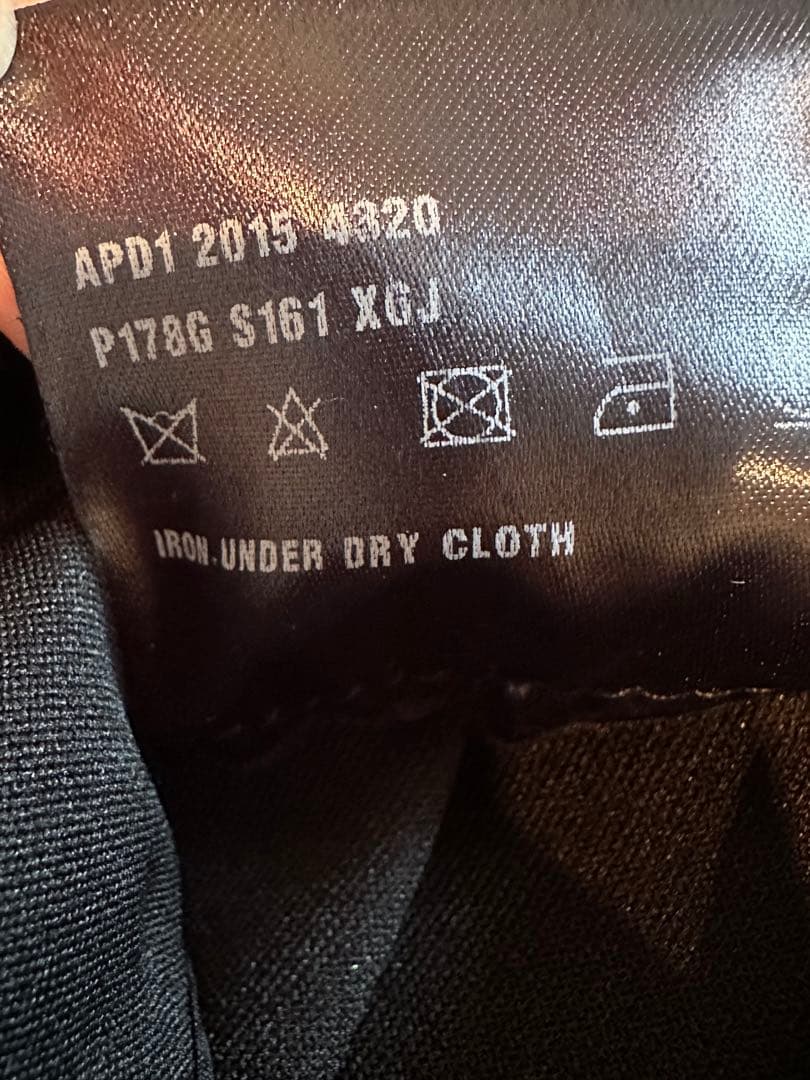 APD1 2015 4320
P178G S161 XGJ
IRON.UNDER DRY CLOTH